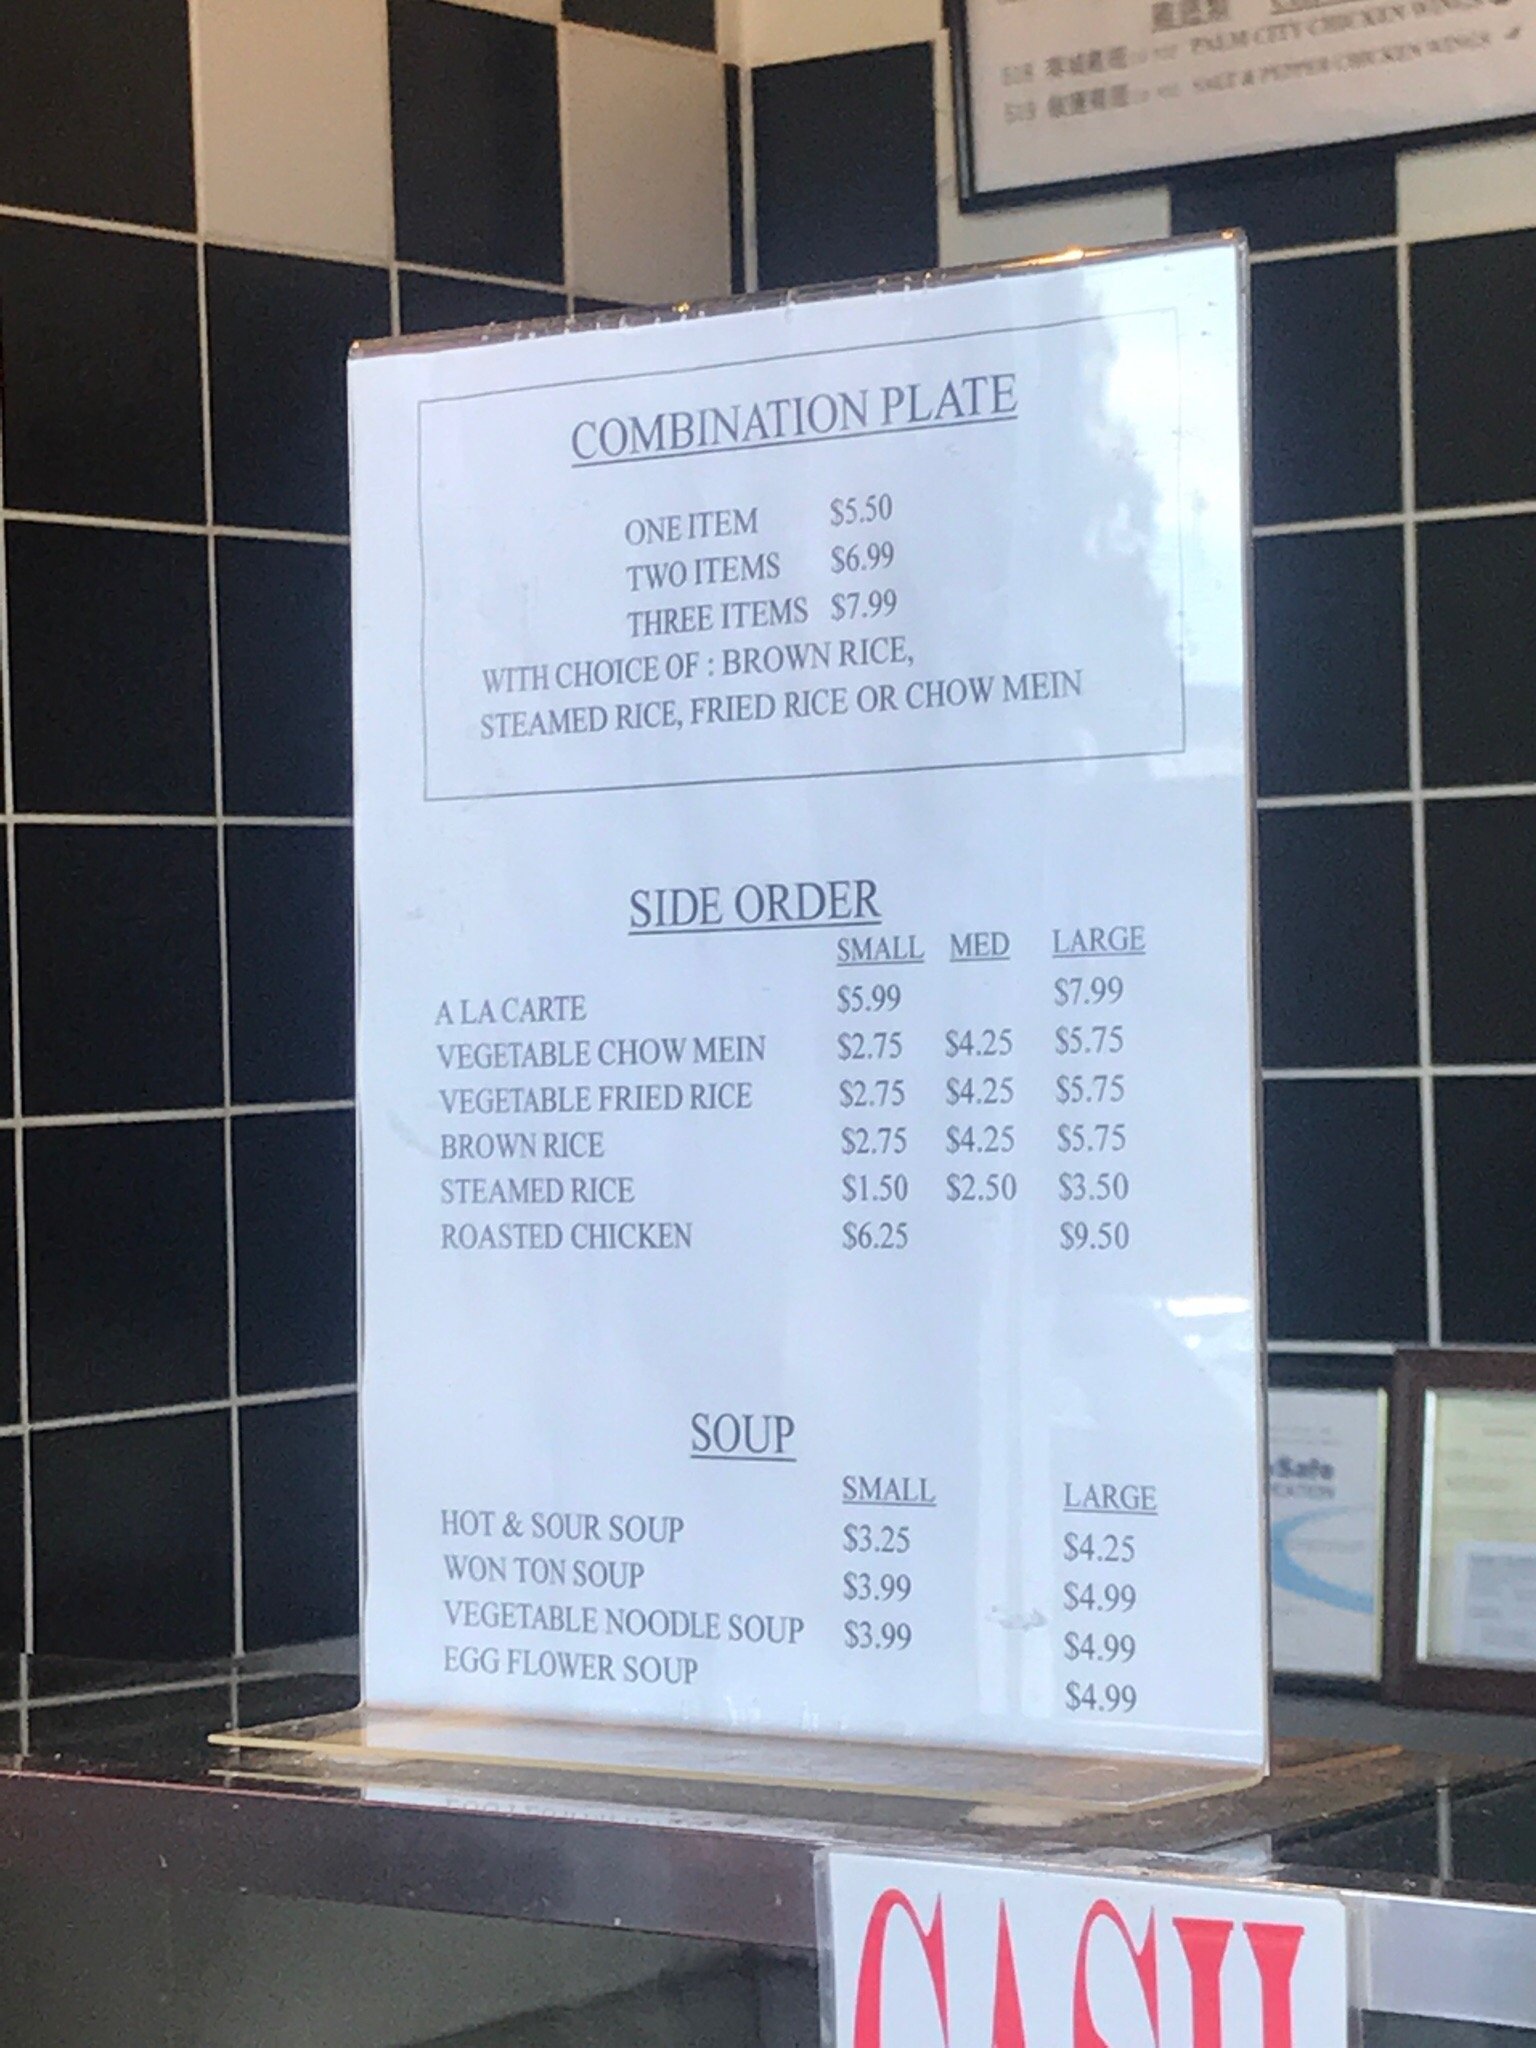 518 PALM CITY CHICKEN WINGS
519 SALT & PEPPER CHICKEN WINGS
COMBINATION PLATE
ONE ITEM $5.50
TWO ITEMS $6.99
THREE ITEMS $7.99
WITH CHOICE OF : BROWN RICE,
STEAMED RICE, FRIED RICE OR CHOW MEIN
SIDE ORDER
SMALL MED LARGE
A LA CARTE $5.99 $7.99
VEGETABLE CHOW MEIN $2.75 $4.25 $5.75
VEGETABLE FRIED RICE $2.75 $4.25 $5.75
BROWN RICE $2.75 $4.25 $5.75
STEAMED RICE $1.50 $2.50 $3.50
ROASTED CHICKEN $6.25 $9.50
SOUP
SMALL LARGE
HOT & SOUR SOUP $3.25 $4.25
WON TON SOUP $3.99 $4.99
VEGETABLE NOODLE SOUP $3.99 $4.99
EGG FLOWER SOUP $4.99
Safe
CASH